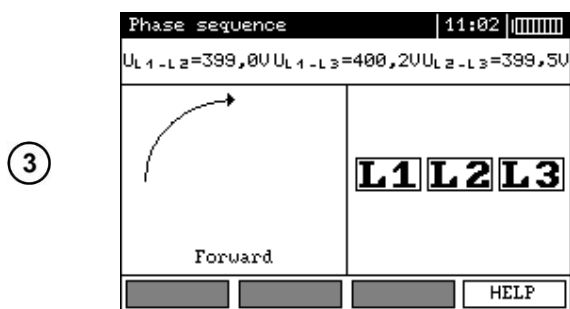 Phase sequence 11:02
UL1-L2=399,0V UL1-L3=400,2V UL2-L3=399,5V
3
L1 L2 L3
Forward
HELP